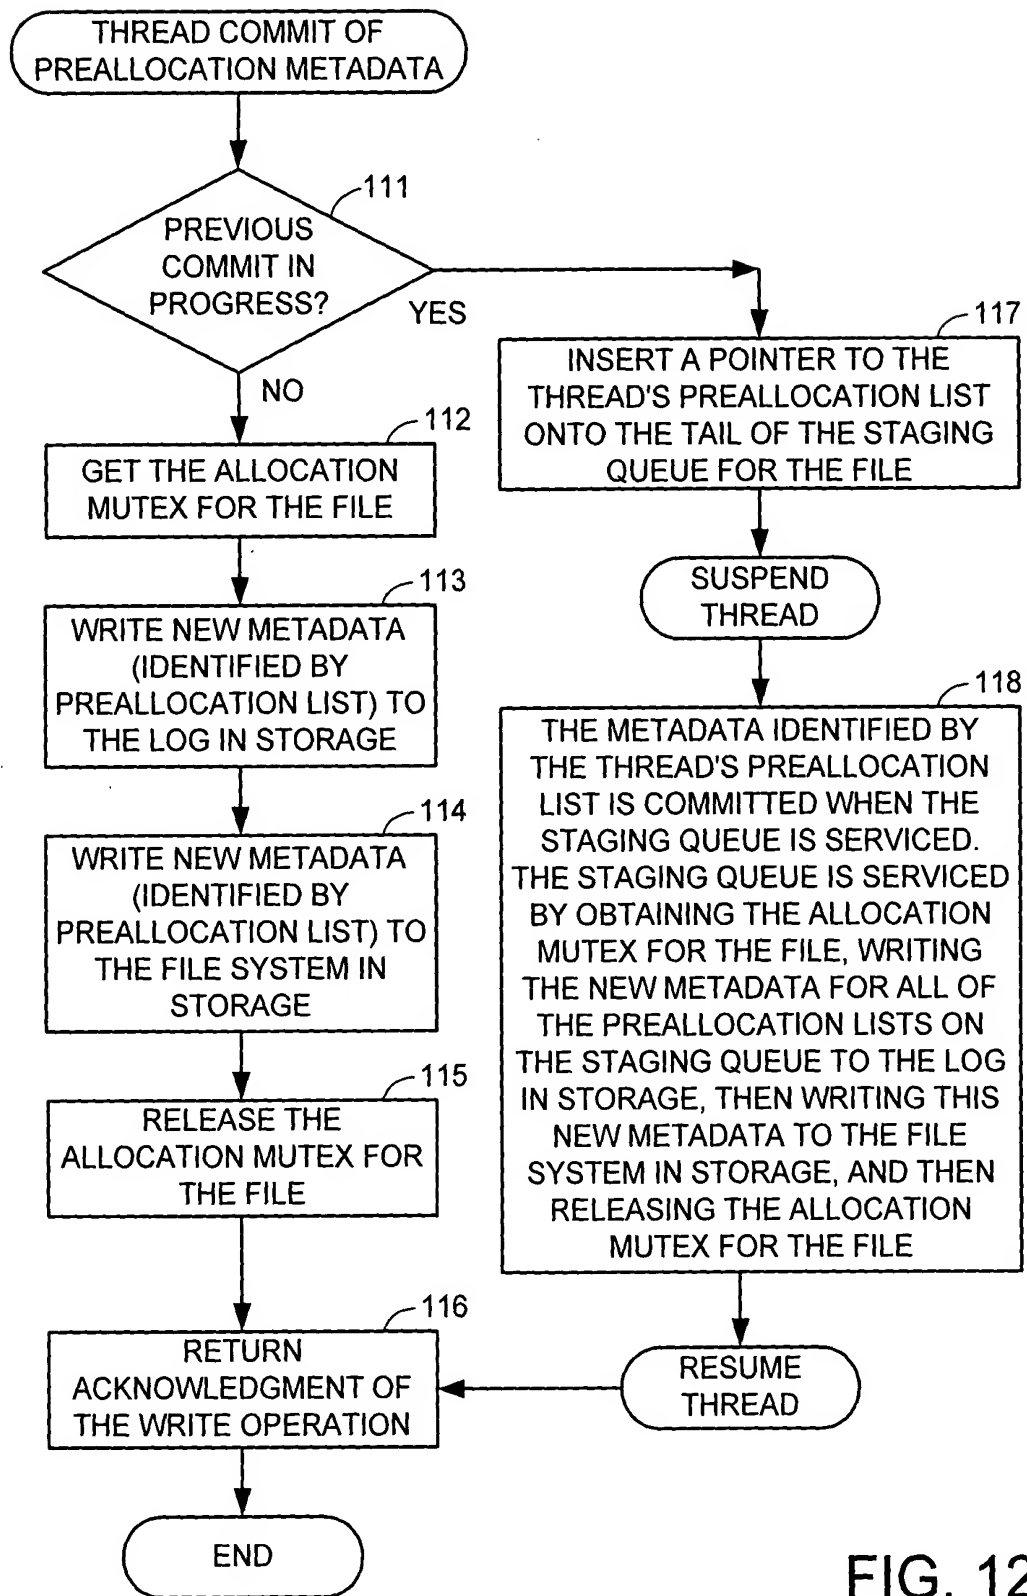 THREAD COMMIT OF
PREALLOCATION METADATA
111
PREVIOUS
COMMIT IN
PROGRESS?
YES
NO
112
GET THE ALLOCATION
MUTEX FOR THE FILE
113
WRITE NEW METADATA
(IDENTIFIED BY
PREALLOCATION LIST) TO
THE LOG IN STORAGE
114
WRITE NEW METADATA
(IDENTIFIED BY
PREALLOCATION LIST) TO
THE FILE SYSTEM IN
STORAGE
115
RELEASE THE
ALLOCATION MUTEX FOR
THE FILE
117
INSERT A POINTER TO THE
THREAD'S PREALLOCATION LIST
ONTO THE TAIL OF THE STAGING
QUEUE FOR THE FILE
SUSPEND
THREAD
118
THE METADATA IDENTIFIED BY
THE THREAD'S PREALLOCATION
LIST IS COMMITTED WHEN THE
STAGING QUEUE IS SERVICED.
THE STAGING QUEUE IS SERVICED
BY OBTAINING THE ALLOCATION
MUTEX FOR THE FILE, WRITING
THE NEW METADATA FOR ALL OF
THE PREALLOCATION LISTS ON
THE STAGING QUEUE TO THE LOG
IN STORAGE, THEN WRITING THIS
NEW METADATA TO THE FILE
SYSTEM IN STORAGE, AND THEN
RELEASING THE ALLOCATION
MUTEX FOR THE FILE
RESUME
THREAD
116
RETURN
ACKNOWLEDGMENT OF
THE WRITE OPERATION
END
FIG. 12